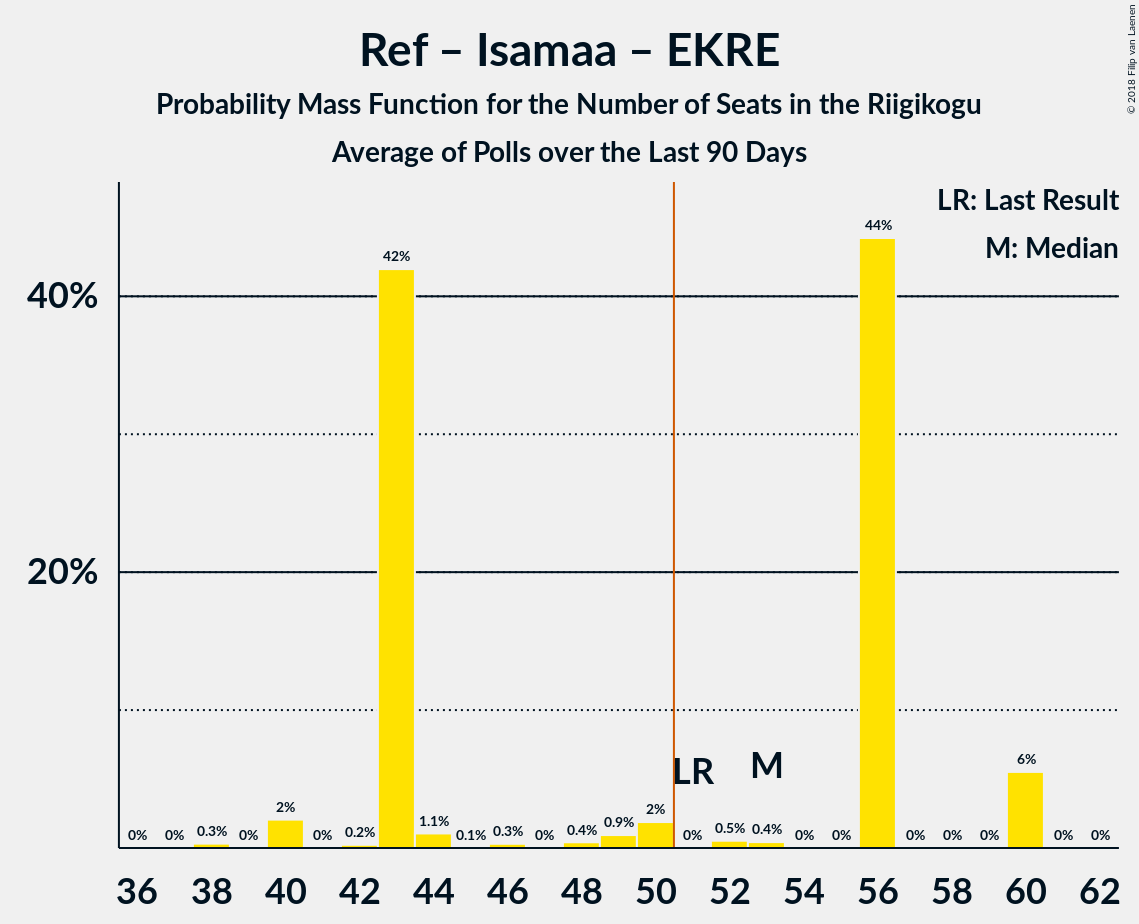 Ref – Isamaa – EKRE
Probability Mass Function for the Number of Seats in the Riigikogu
Average of Polls over the Last 90 Days
© 2018 Filip van Laenen
LR: Last Result
M: Median
40%
20%
0% 0% 0.3% 0% 2% 0% 0.2% 42% 1.1% 0.1% 0.3% 0% 0.4% 0.9% 2% 0% 0.5% 0.4% 0% 0% 44% 0% 0% 0% 6% 0% 0%
LR M
36 38 40 42 44 46 48 50 52 54 56 58 60 62